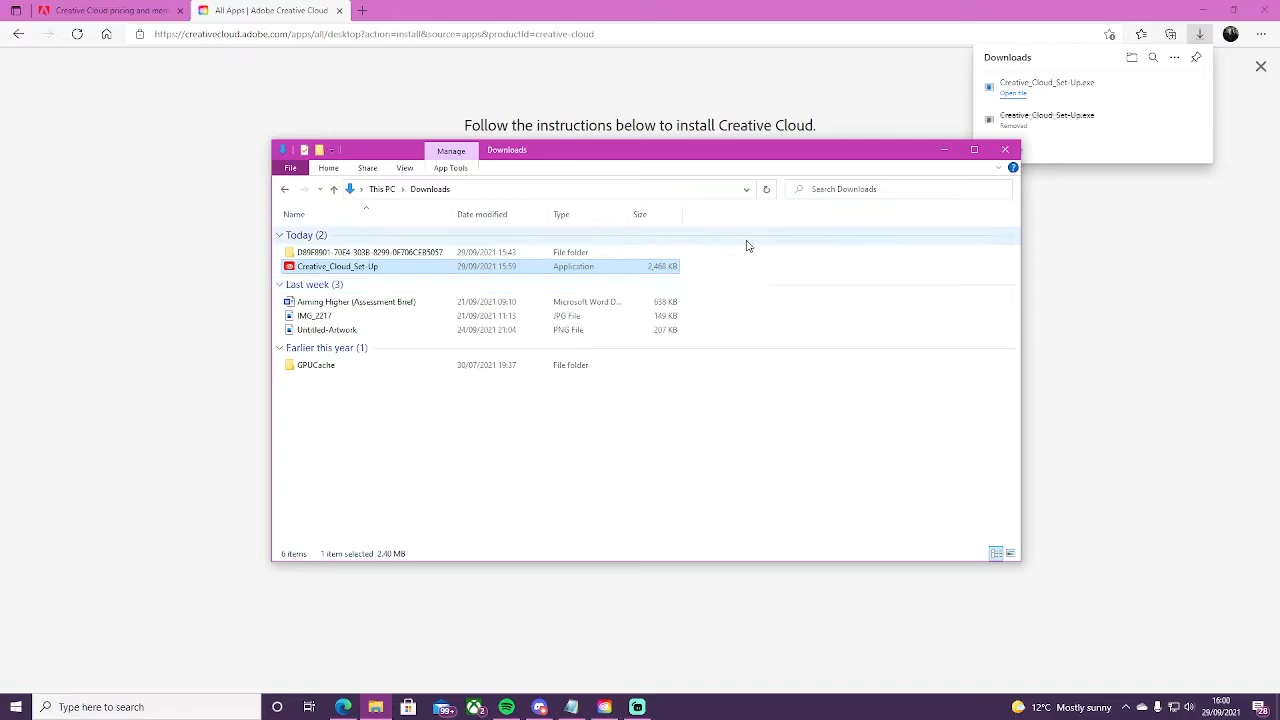 Creative Cloud pricing and mem
All Apps | Adobe Creative Cloud
https://creativecloud.adobe.com/apps/all/desktop?action=install&source=apps&productId=creative-cloud
Downloads
Creative_Cloud_Set-Up.exe
Open file
Creative_Cloud_Set-Up.exe
Removed
Follow the instructions below to install Creative Cloud.
Manage
Downloads
File
Home
Share
View
App Tools
This PC
Downloads
Search Downloads
Name
Date modified
Type
Size
Today (2)
D89F8901-70E4-303B-8299-0F706CEB5057 29/09/2021 15:43 File folder
Creative_Cloud_Set-Up 29/09/2021 15:59 Application 2,468 KB
Last week (3)
Aiming Higher (Assessment Brief) 21/09/2021 09:10 Microsoft Word D... 638 KB
IMG_2217 21/09/2021 11:13 JPG File 149 KB
Untitled-Artwork 24/09/2021 21:04 PNG File 207 KB
Earlier this year (1)
GPUCache 30/07/2021 19:37 File folder
6 items 1 item selected 2.40 MB
Type here to search
99+
12°C Mostly sunny
16:00
29/09/2021